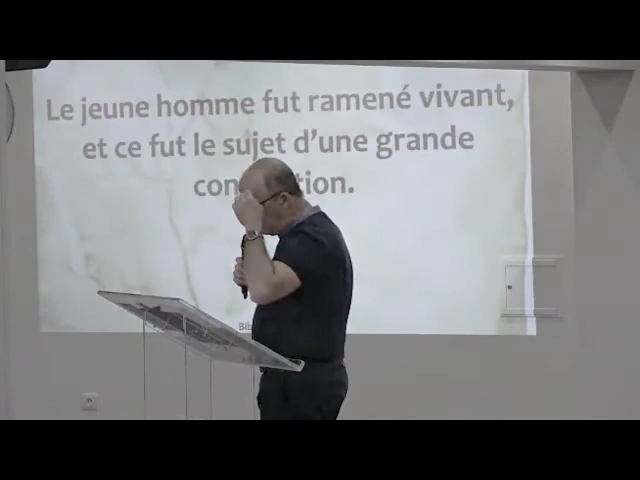 Le jeune homme fut ramené vivant,
et ce fut le sujet d’une grande